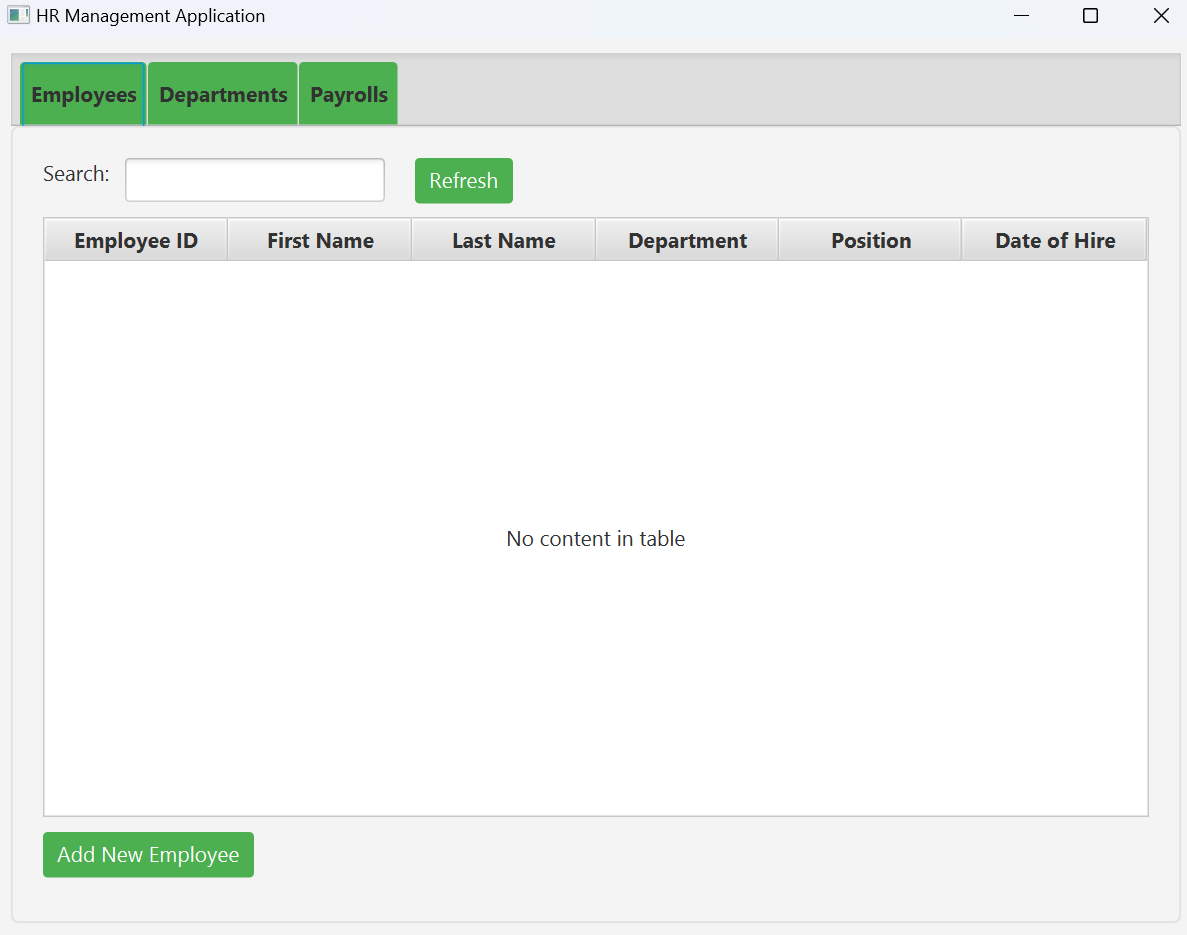 HR Management Application
Employees Departments Payrolls
Search: Refresh
Employee ID First Name Last Name Department Position Date of Hire
No content in table
Add New Employee